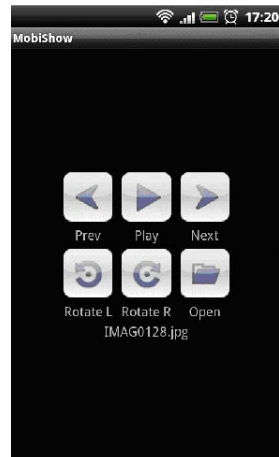 17:20
MobiShow
Prev Play Next
Rotate L Rotate R Open
IMAG0128.jpg